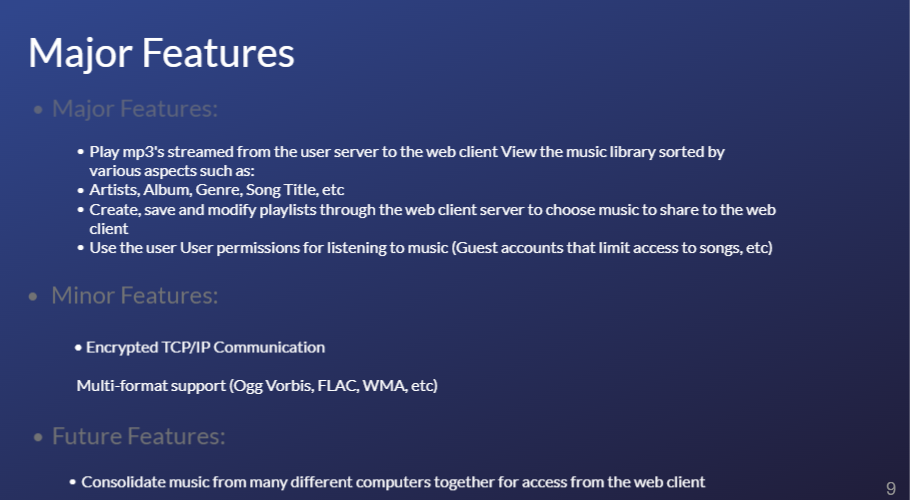 Major Features
• Major Features:
• Play mp3's streamed from the user server to the web client View the music library sorted by
various aspects such as:
• Artists, Album, Genre, Song Title, etc
• Create, save and modify playlists through the web client server to choose music to share to the web
client
• Use the user User permissions for listening to music (Guest accounts that limit access to songs, etc)
• Minor Features:
• Encrypted TCP/IP Communication
Multi-format support (Ogg Vorbis, FLAC, WMA, etc)
• Future Features:
• Consolidate music from many different computers together for access from the web client
9